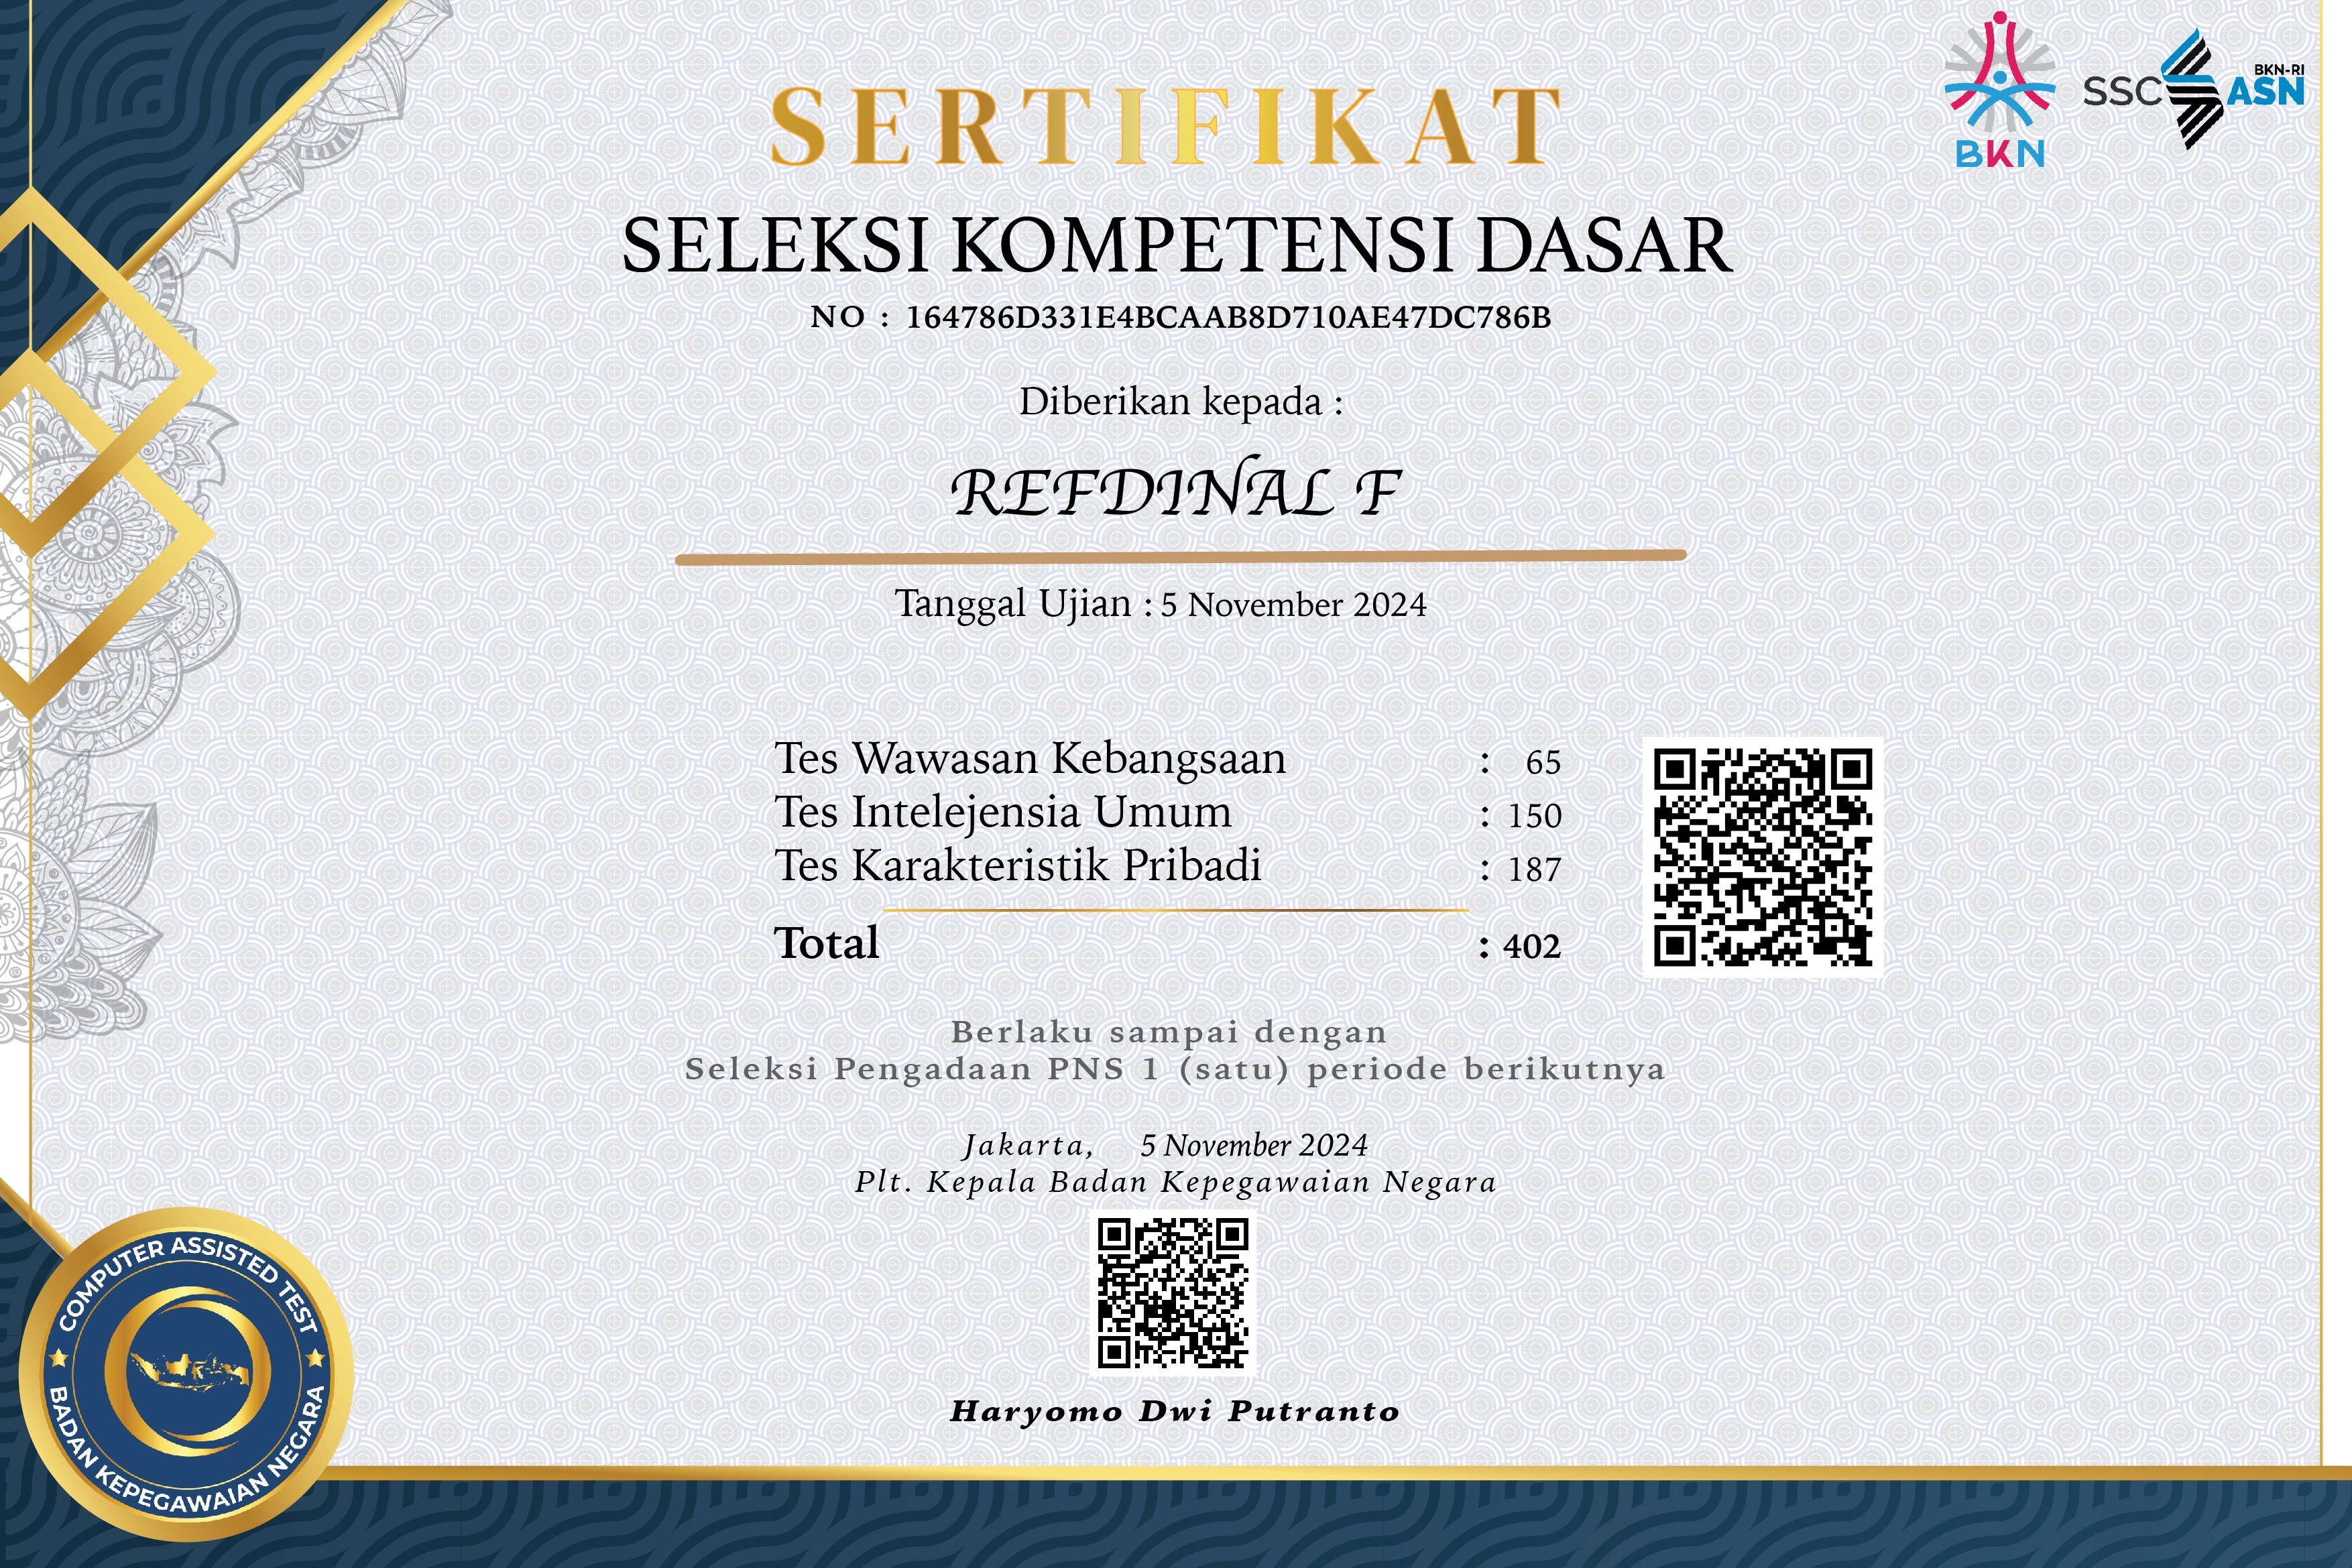 BKN
SSC ASN
BKN-RI
SERTIFIKAT
SELEKSI KOMPETENSI DASAR
NO : 164786D331E4BCAAB8D710AE47DC786B
Diberikan kepada :
REFDINAL F
Tanggal Ujian : 5 November 2024
Tes Wawasan Kebangsaan : 65
Tes Intelejensia Umum : 150
Tes Karakteristik Pribadi : 187
Total : 402
Berlaku sampai dengan
Seleksi Pengadaan PNS 1 (satu) periode berikutnya
Jakarta, 5 November 2024
Plt. Kepala Badan Kepegawaian Negara
Haryomo Dwi Putranto
COMPUTER ASSISTED TEST
BADAN KEPEGAWAIAN NEGARA